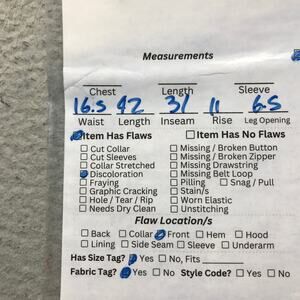 Measurements
Chest Length Sleeve
16.5 42 31 11 6.5
Waist Length Inseam Rise Leg Opening
Item Has Flaws Item Has No Flaws
Cut Collar Missing / Broken Button
Cut Sleeves Missing / Broken Zipper
Collar Stretched Missing Drawstring
Discoloration Missing Belt Loop
Fraying Pilling Snag / Pull
Graphic Cracking Stain/s
Hole / Tear / Rip Worn Elastic
Needs Dry Clean Unstitching
Flaw Location/s
Back Collar Front Hem Hood
Lining Side Seam Sleeve Underarm
Has Size Tag? Yes No, Fits
Fabric Tag? Yes No Style Code? Yes No